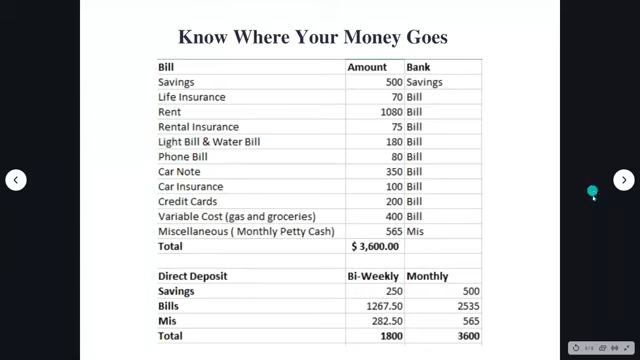 Know Where Your Money Goes
Bill Amount Bank
Savings 500 Savings
Life Insurance 70 Bill
Rent 1080 Bill
Rental Insurance 75 Bill
Light Bill & Water Bill 180 Bill
Phone Bill 80 Bill
Car Note 350 Bill
Car Insurance 100 Bill
Credit Cards 200 Bill
Variable Cost (gas and groceries) 400 Bill
Miscellaneous ( Monthly Petty Cash) 565 Mis
Total $ 3,600.00
Direct Deposit Bi-Weekly Monthly
Savings 250 500
Bills 1267.50 2535
Mis 282.50 565
Total 1800 3600